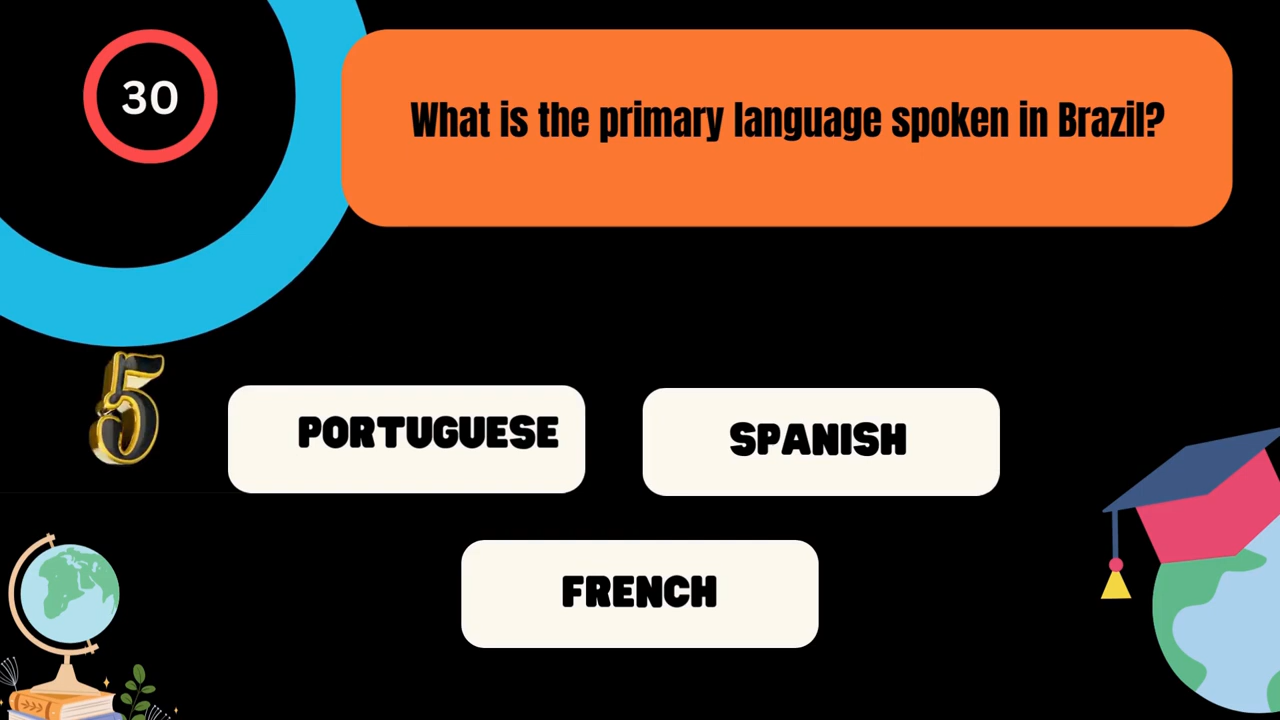 30
What is the primary language spoken in Brazil?
5
PORTUGUESE
SPANISH
FRENCH